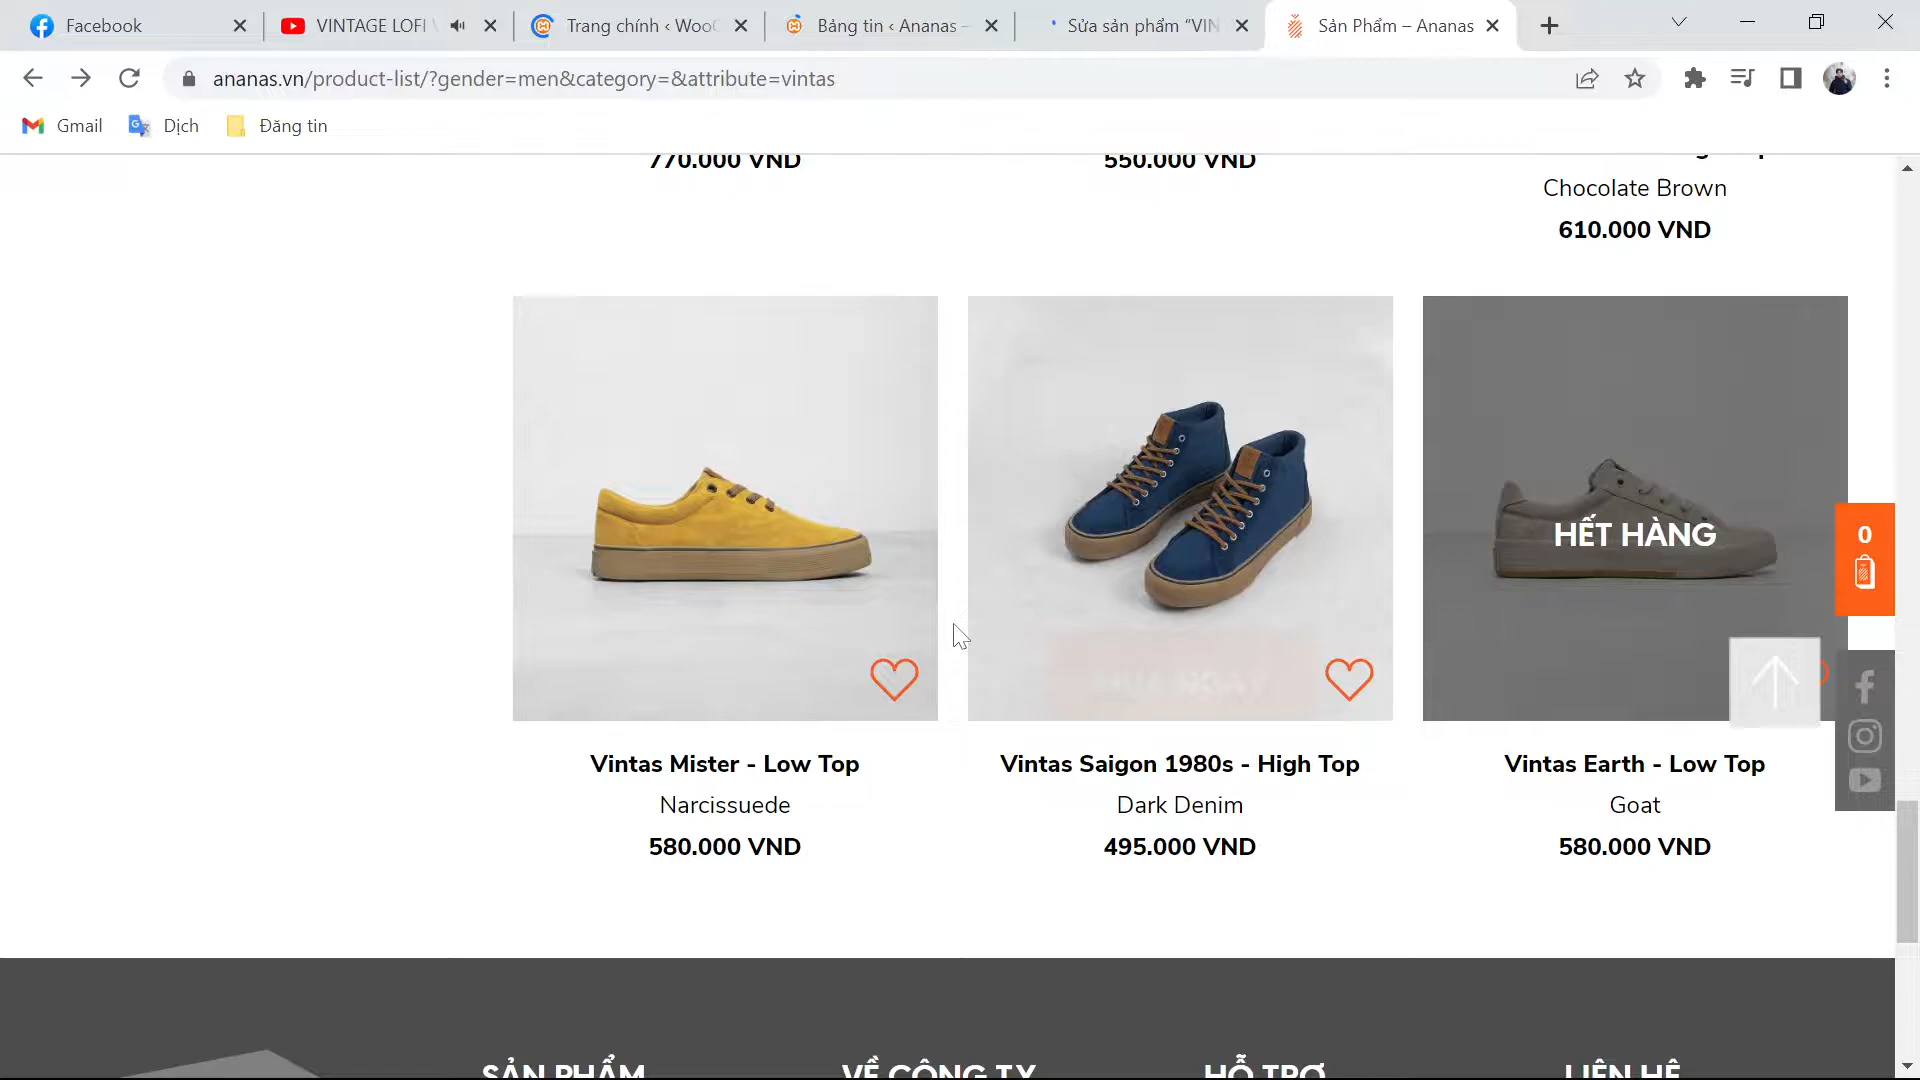 Facebook
VINTAGE LOFI
Trang chính ‹ Woo
Bảng tin ‹ Ananas –
Sửa sản phẩm “VIN
Sản Phẩm – Ananas
ananas.vn/product-list/?gender=men&category=&attribute=vintas
Gmail
Dịch
Đăng tin
770.000 VND
550.000 VND
Chocolate Brown
610.000 VND
HẾT HÀNG
0
Vintas Mister - Low Top
Narcissuede
580.000 VND
Vintas Saigon 1980s - High Top
Dark Denim
495.000 VND
Vintas Earth - Low Top
Goat
580.000 VND
SẢN PHẨM
VỀ CÔNG TY
HỖ TRỢ
LIÊN HỆ